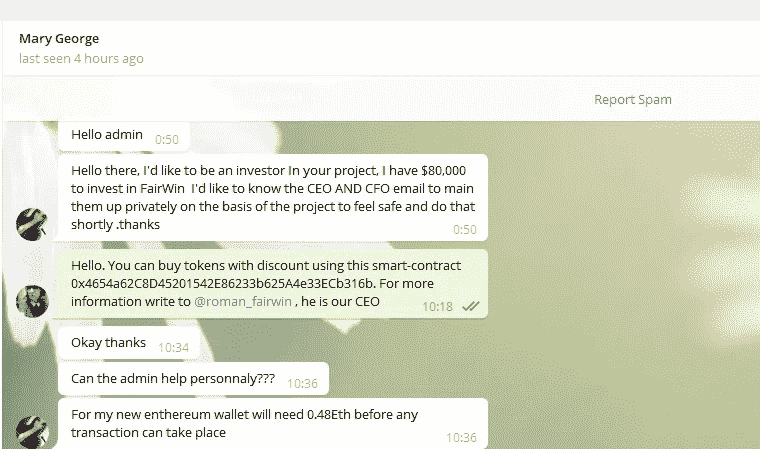 Mary George
last seen 4 hours ago
Report Spam
Hello admin 0:50
Hello there, I'd like to be an investor In your project, I have $80,000
to invest in FairWin I'd like to know the CEO AND CFO email to main
them up privately on the basis of the project to feel safe and do that
shortly .thanks 0:50
Hello. You can buy tokens with discount using this smart-contract
0x4654a62C8D45201542E86233b625A4e33ECb316b. For more
information write to @roman_fairwin , he is our CEO 10:18
Okay thanks 10:34
Can the admin help personnaly??? 10:36
For my new enthereum wallet will need 0.48Eth before any
transaction can take place 10:36